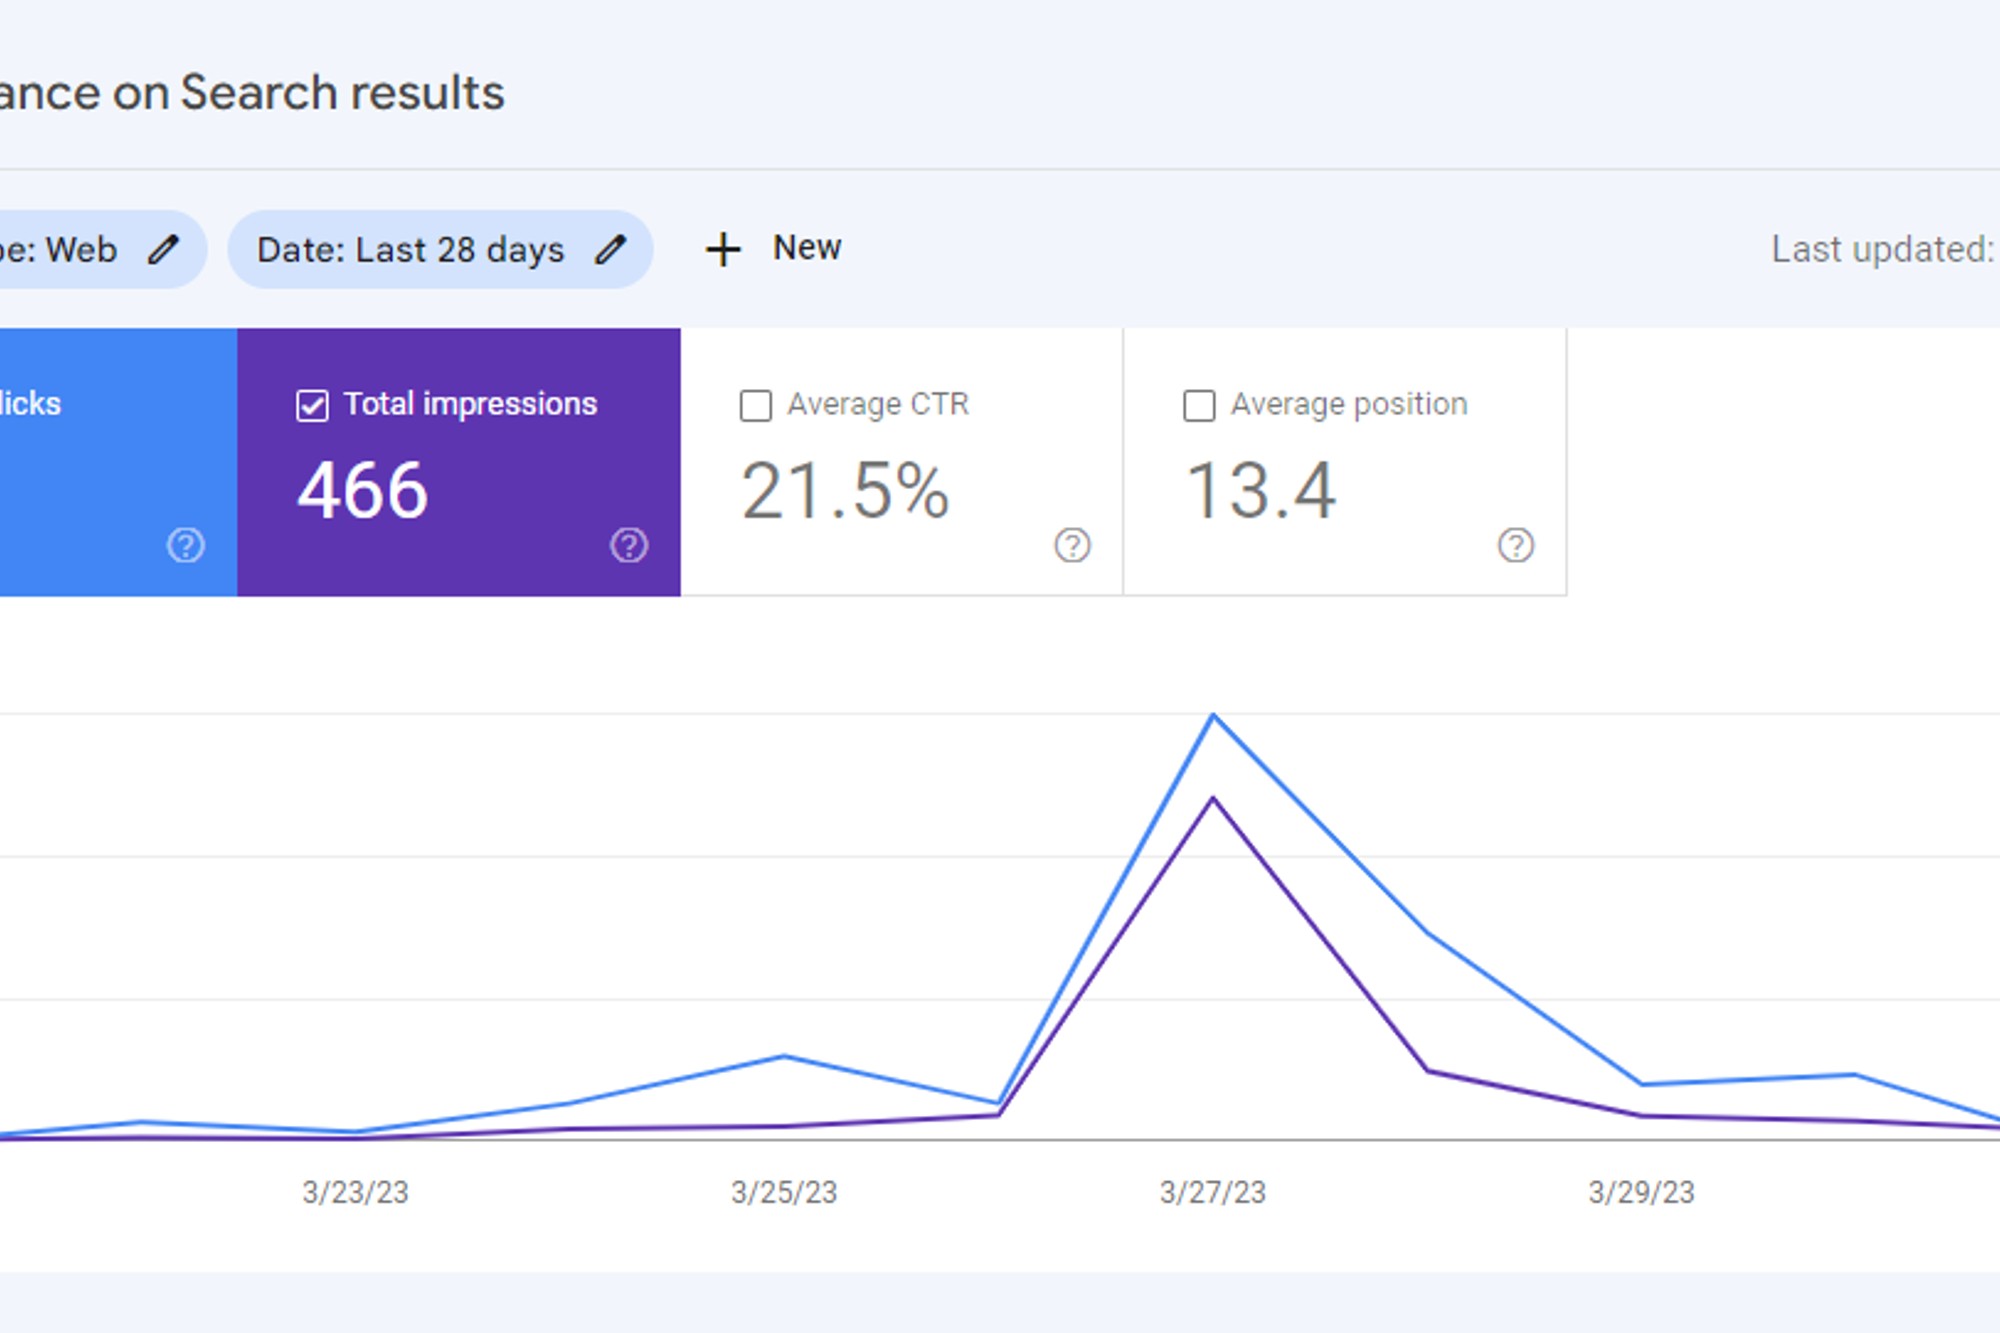 ance on Search results
pe: Web
Date: Last 28 days
New
Last updated:
licks
Total impressions
Average CTR
Average position
466
21.5%
13.4
3/23/23
3/25/23
3/27/23
3/29/23